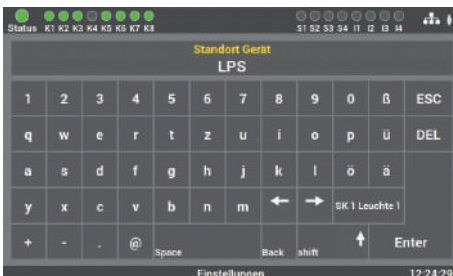 Status K1 K2 K3 K4 K5 K6 K7 K8 S1 S2 S3 S4 I1 I2 I3 I4
Standort Gerät
LPS
1 2 3 4 5 6 7 8 9 0 ß ESC
q w e r t z u i o p ü DEL
a s d f g h j k l ö ä
y x c v b n m ← → SK 1 Leuchte 1
+ - . @ Space Back shift ↑ Enter
Einstellungen 12:24:29